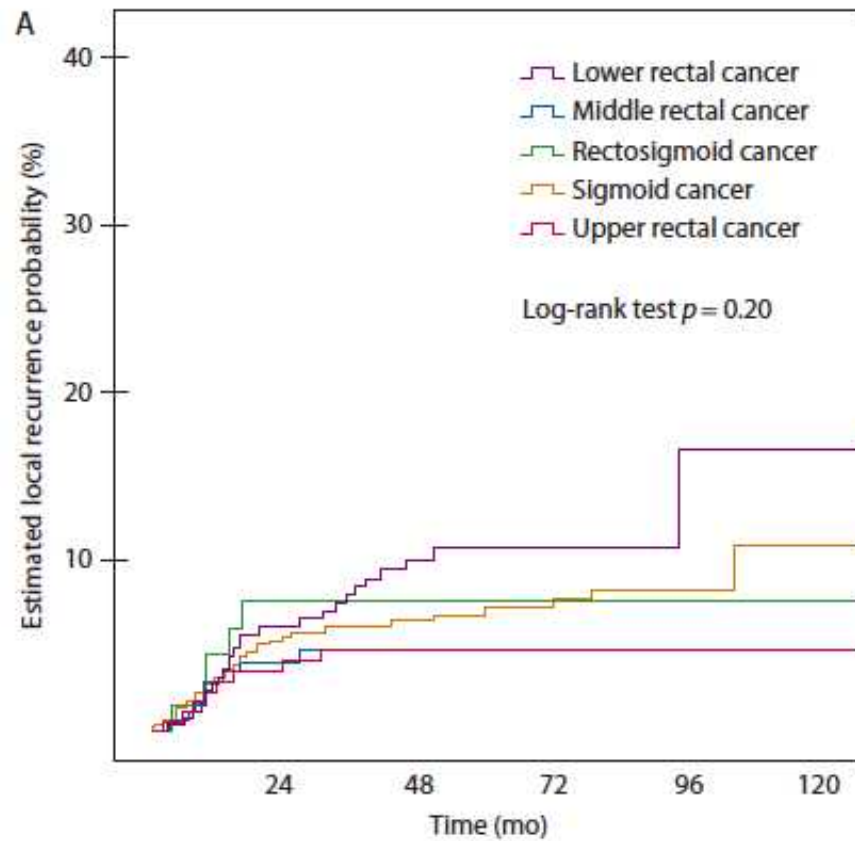 A
Estimated local recurrence probability (%)
40
30
20
10
Lower rectal cancer
Middle rectal cancer
Rectosigmoid cancer
Sigmoid cancer
Upper rectal cancer
Log-rank test p = 0.20
24 48 72 96 120
Time (mo)